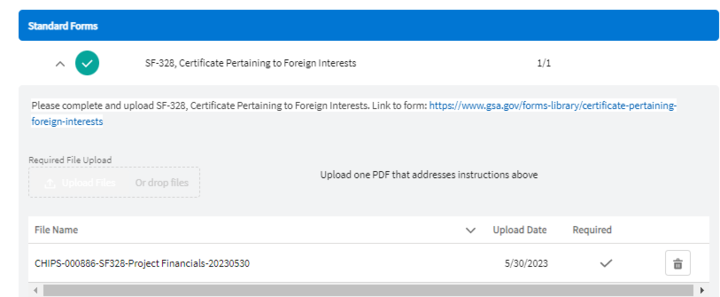 Standard Forms
SF-328, Certificate Pertaining to Foreign Interests 1/1
Please complete and upload SF-328, Certificate Pertaining to Foreign Interests. Link to form: https://www.gsa.gov/forms-library/certificate-pertaining-
foreign-interests
Required File Upload
Upload Files Or drop files Upload one PDF that addresses instructions above
File Name Upload Date Required
CHIPS-000886-SF328-Project Financials-20230530 5/30/2023